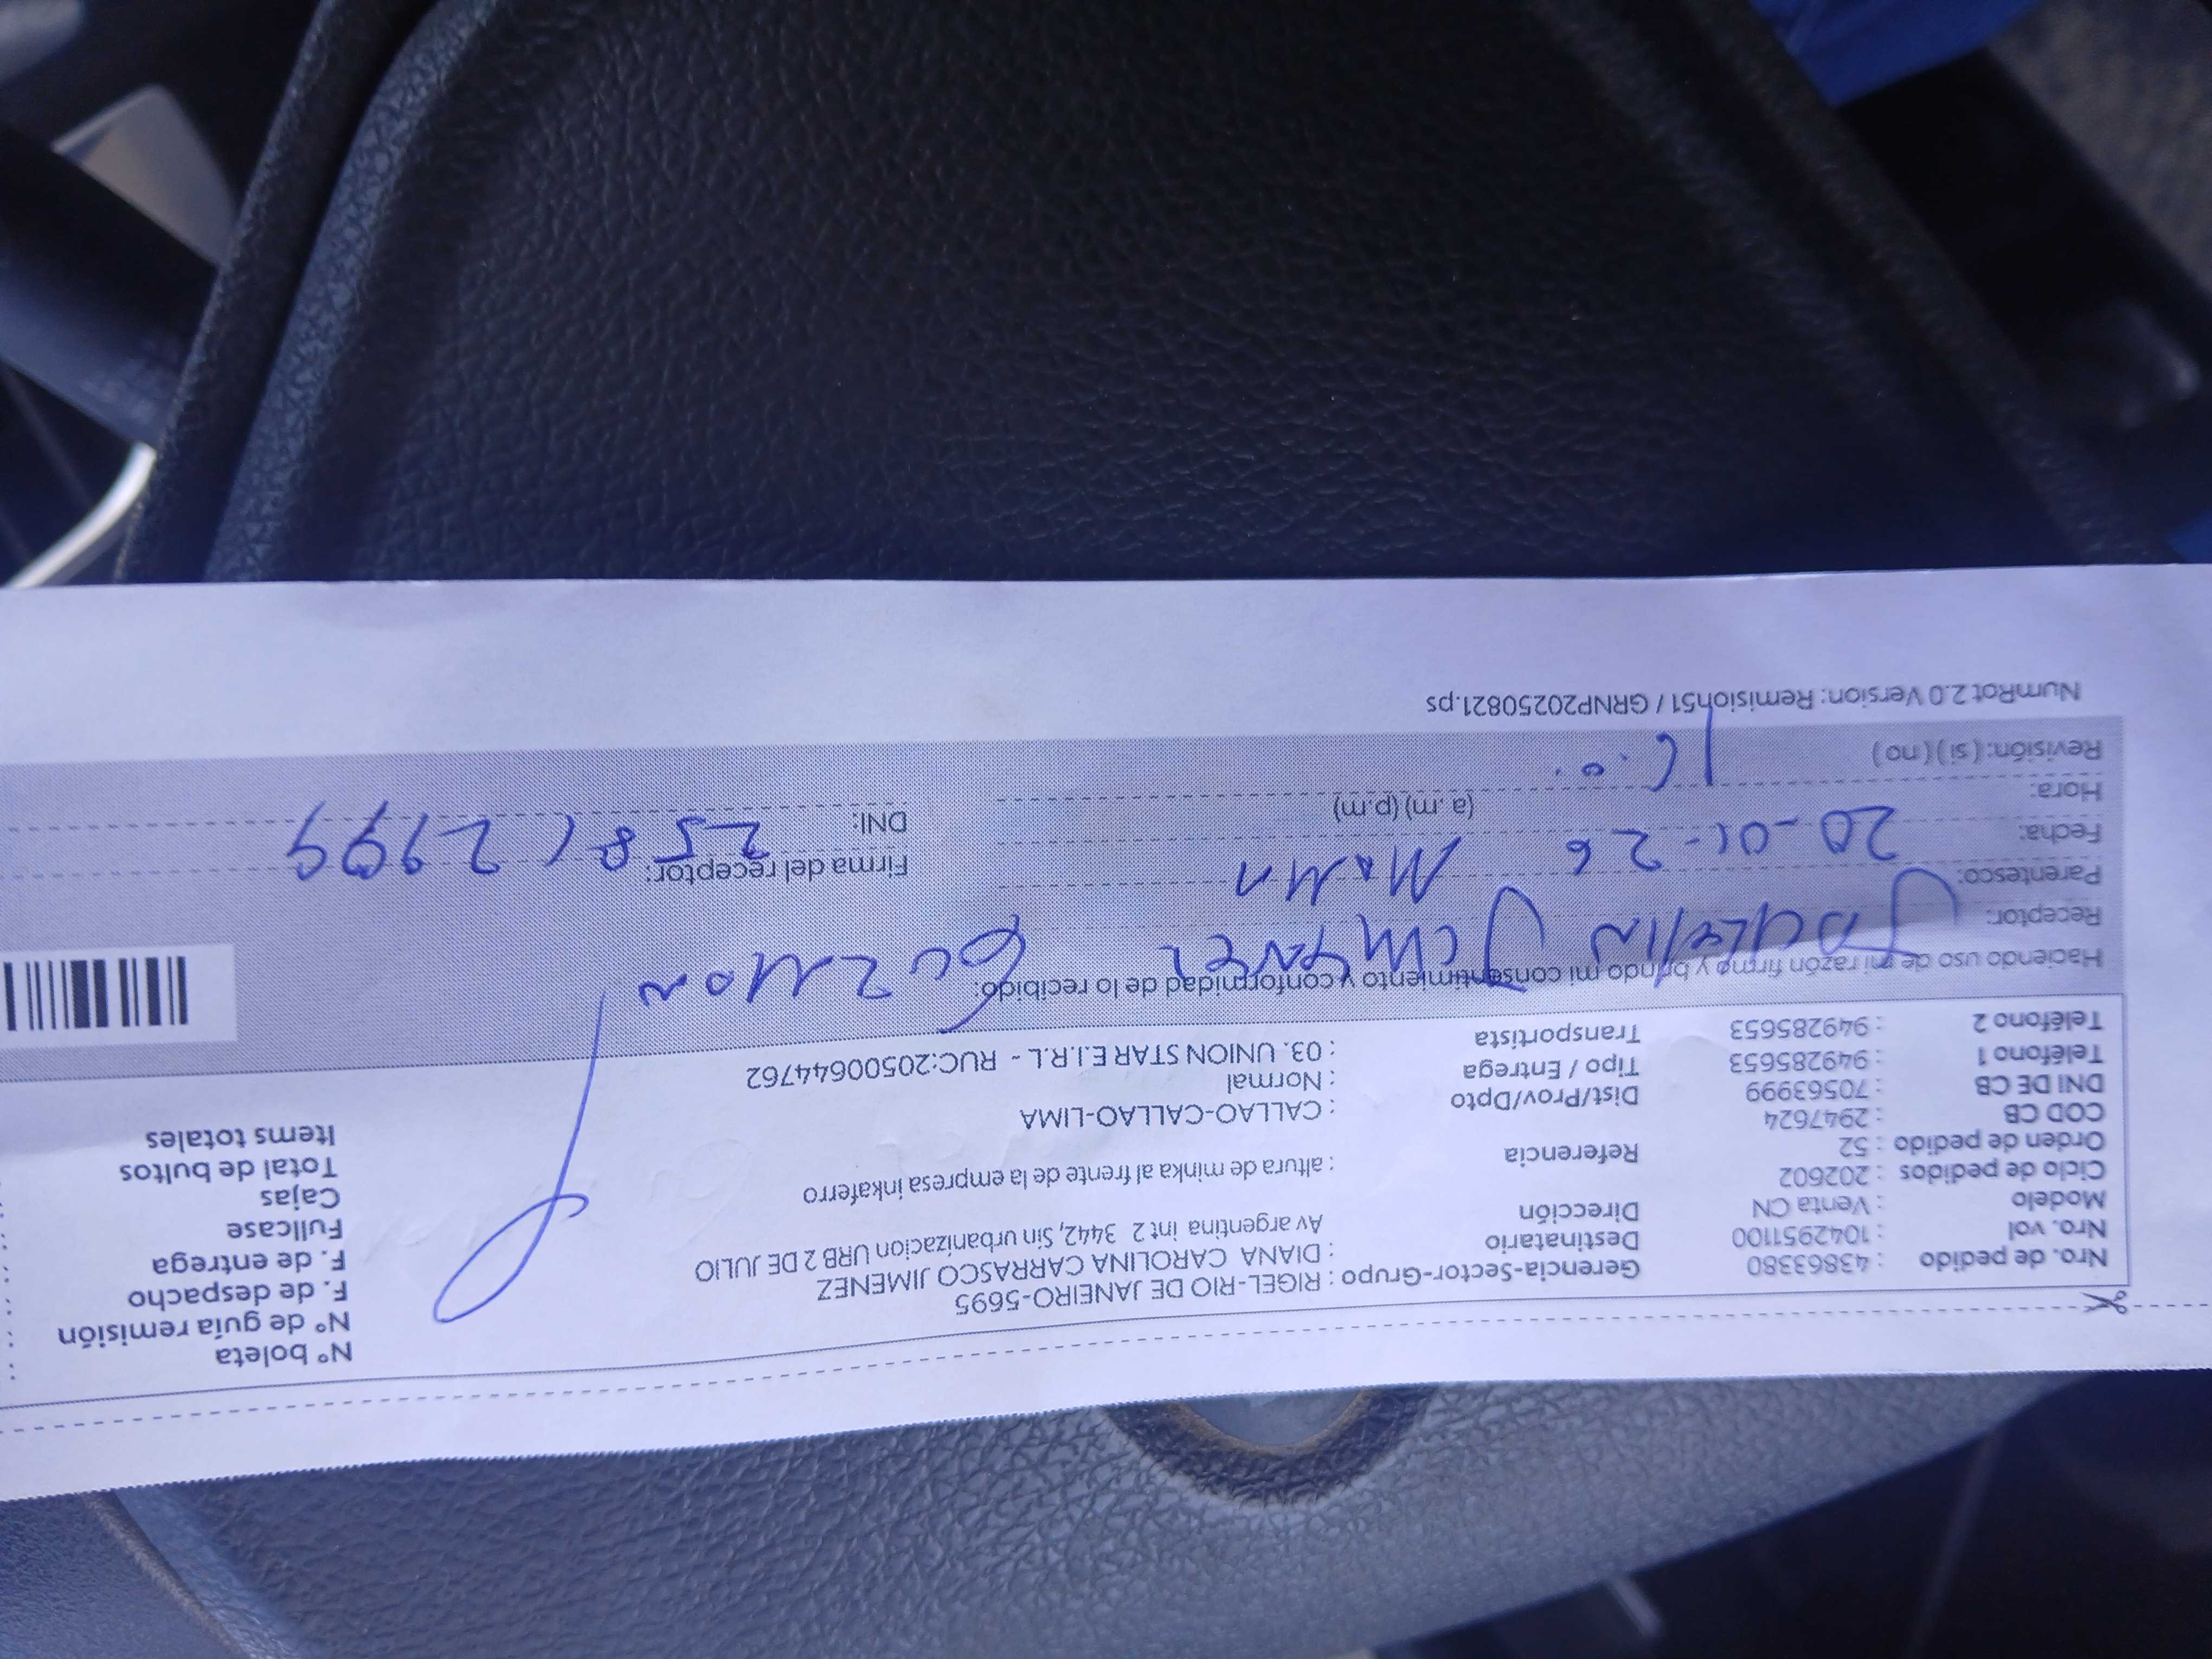 Nro. de pedido : 43863380 Gerencia-Sector-Grupo : RIGEL-RIO DE JANEIRO-5695 N° boleta :
Nro. vol : 1042951100 Destinatario : DIANA CAROLINA CARRASCO JIMENEZ N° de guía remisión :
Modelo : Venta CN Dirección Av argentina int 2 3442, Sin urbanizacion URB 2 DE JULIO F. de despacho :
Ciclo de pedidos : 202602 F. de entrega :
Orden de pedido : 52 Referencia : altura de minka al frente de la empresa inkaferro Fullcase :
COD CB : 2947624 Cajas :
DNI DE CB : 70563999 Dist/Prov/Dpto : CALLAO-CALLAO-LIMA Total de bultos :
Teléfono 1 : 949285653 Tipo / Entrega : Normal Items totales
Teléfono 2 : 949285653 Transportista : 03. UNION STAR E.I.R.L - RUC:20500644762
Haciendo uso de mi razón firmo y brindo mi consentimiento y conformidad de lo recibido:
Receptor:
Parentesco: Firma del receptor:
Fecha: 20-01-26
DNI: 25812999
Hora: (a.m) (p.m)
Revisión: ( si ) ( no )
NumRot 2.0 Version: Remision51 / GRNP20250821.ps